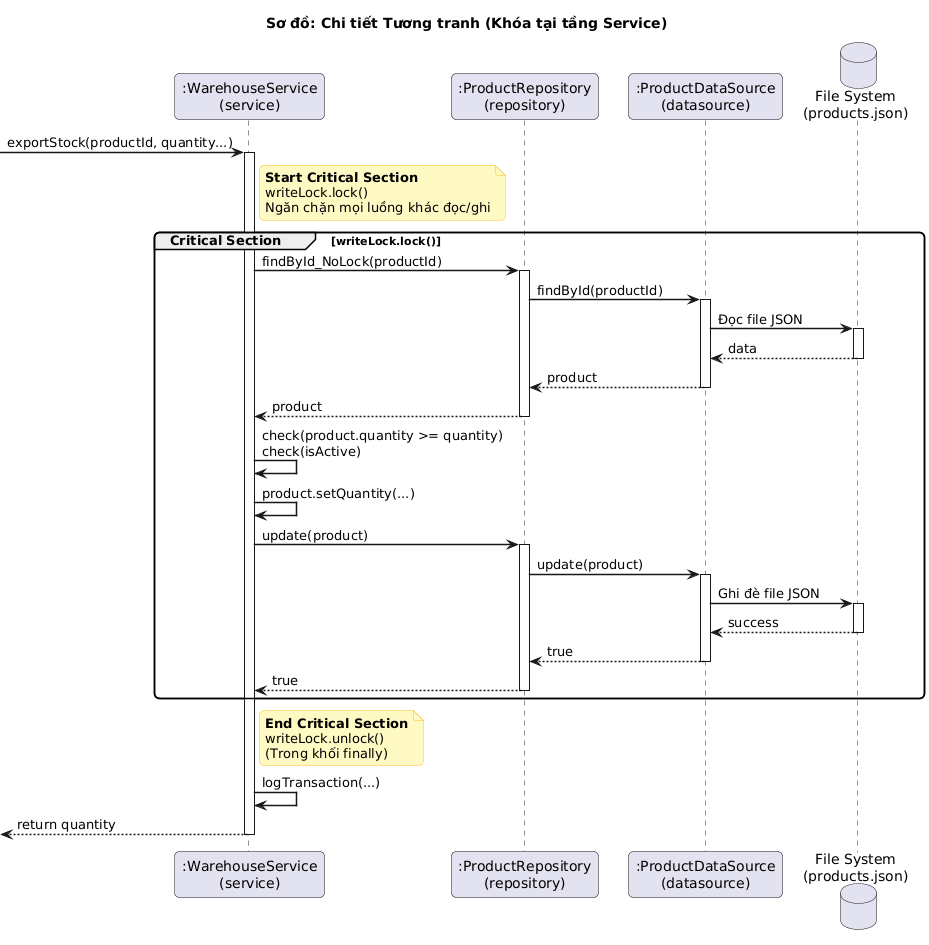 Sơ đồ: Chi tiết Tương tranh (Khóa tại tầng Service)
:WarehouseService
(service)
:ProductRepository
(repository)
:ProductDataSource
(datasource)
File System
(products.json)
exportStock(productId, quantity...)
Start Critical Section
writeLock.lock()
Ngăn chặn mọi luồng khác đọc/ghi
Critical Section
[writeLock.lock()]
findById_NoLock(productId)
findById(productId)
Đọc file JSON
data
product
product
check(product.quantity >= quantity)
check(isActive)
product.setQuantity(...)
update(product)
update(product)
Ghi đè file JSON
success
true
true
End Critical Section
writeLock.unlock()
(Trong khối finally)
logTransaction(...)
return quantity
:WarehouseService
(service)
:ProductRepository
(repository)
:ProductDataSource
(datasource)
File System
(products.json)